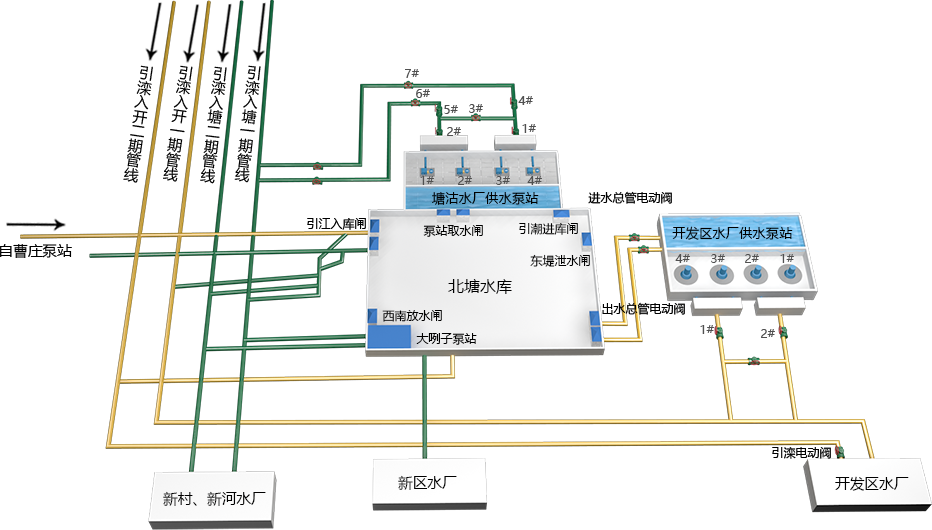 引滦入开二期管线
引滦入开一期管线
引滦入塘二期管线
引滦入塘一期管线
7#
6#
5#
3#
4#
2#
1#
1#
2#
3#
4#
塘沽水厂供水泵站
自曹庄泵站
引江入库闸
泵站取水闸
引潮进库闸
东堤泄水闸
北塘水库
西南放水闸
大咧子泵站
进水总管电动阀
出水总管电动阀
开发区水厂供水泵站
4#
3#
2#
1#
1#
2#
引滦电动阀
新村、新河水厂
新区水厂
开发区水厂